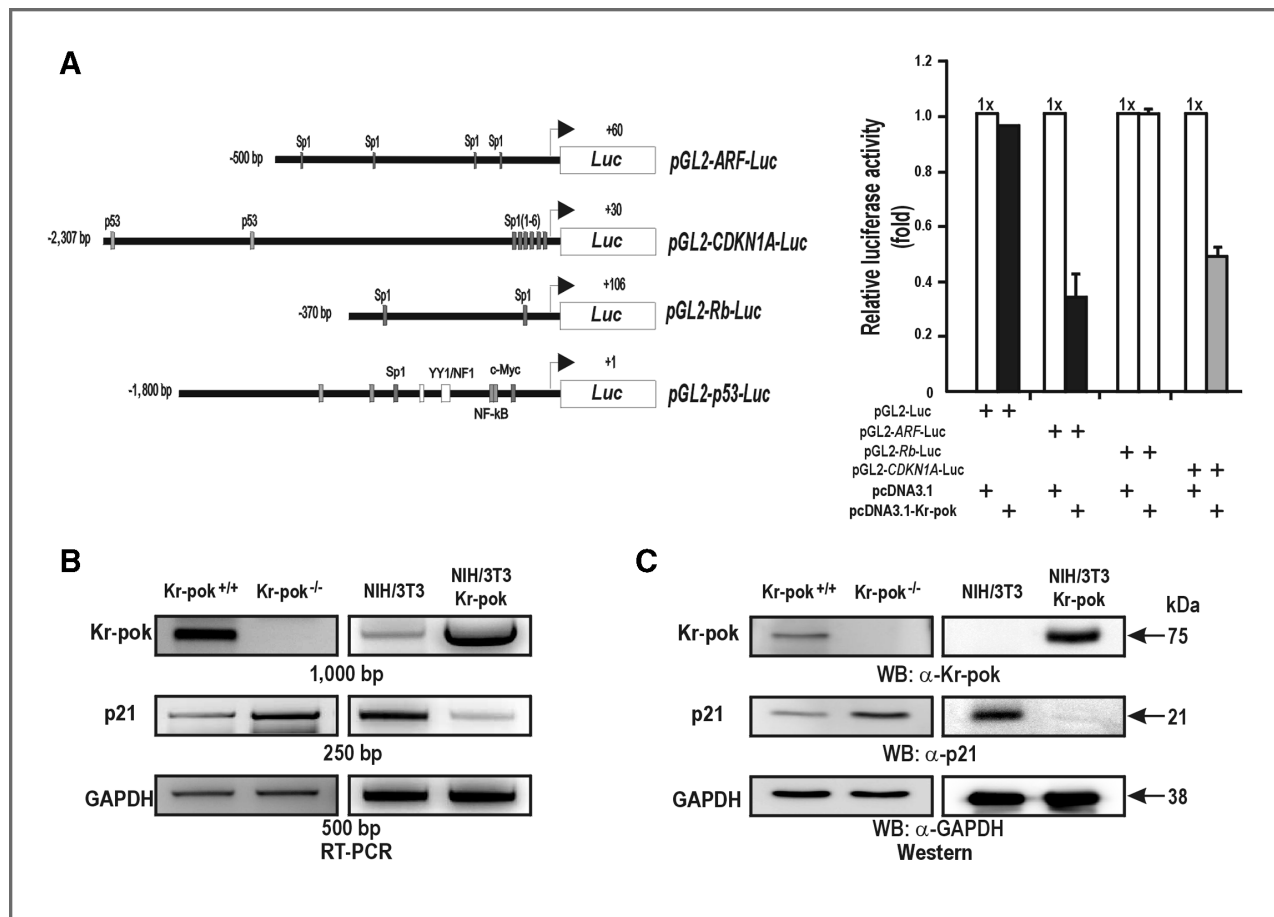 A
Sp1 Sp1 Sp1 Sp1 +60
-500 bp Luc pGL2-ARF-Luc
p53 p53 Sp1(1-6) +30
-2,307 bp Luc pGL2-CDKN1A-Luc
Sp1 Sp1 +106
-370 bp Luc pGL2-Rb-Luc
Sp1 YY1/NF1 c-Myc +1
-1,800 bp Luc pGL2-p53-Luc
NF-kB
Relative luciferase activity
(fold)
1.2
1.0
0.8
0.6
0.4
0.2
0
1x 1x 1x 1x
pGL2-Luc + +
pGL2-ARF-Luc + +
pGL2-Rb-Luc + +
pGL2-CDKN1A-Luc + +
pcDNA3.1 + + + +
pcDNA3.1-Kr-pok + + + +
B
Kr-pok +/+ Kr-pok -/- NIH/3T3 NIH/3T3
Kr-pok
Kr-pok
1,000 bp
p21
250 bp
GAPDH
500 bp
RT-PCR
C
Kr-pok +/+ Kr-pok -/- NIH/3T3 NIH/3T3
Kr-pok
kDa
Kr-pok 75
WB: α-Kr-pok
p21 21
WB: α-p21
GAPDH 38
WB: α-GAPDH
Western